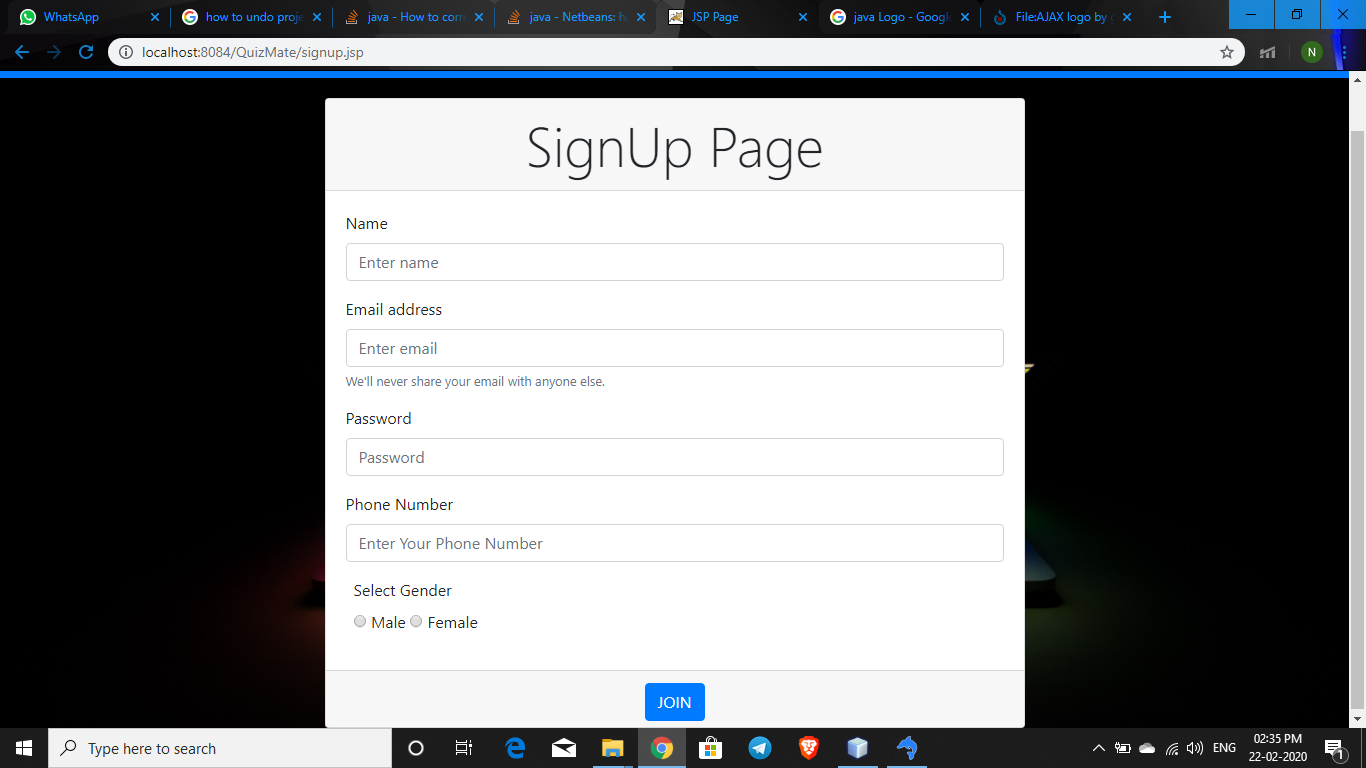 WhatsApp
how to undo proje
java - How to com
java - Netbeans: h
JSP Page
java Logo - Googl
File:AJAX logo by g
localhost:8084/QuizMate/signup.jsp
N
SignUp Page
Name
Enter name
Email address
Enter email
We'll never share your email with anyone else.
Password
Password
Phone Number
Enter Your Phone Number
Select Gender
Male Female
JOIN
Type here to search
ENG
02:35 PM
22-02-2020
1